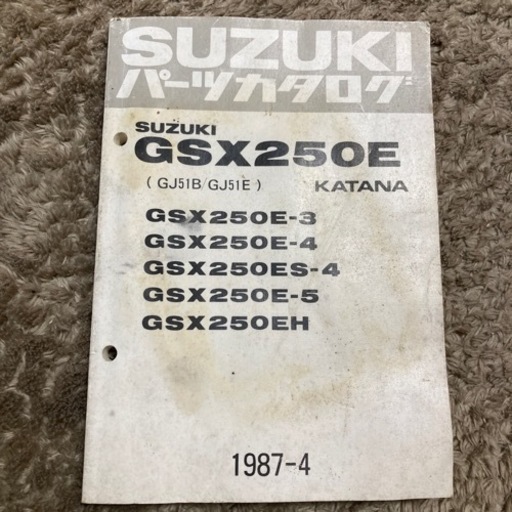 SUZUKI
パーツカタログ
SUZUKI
GSX250E
( GJ51B/GJ51E ) KATANA
GSX250E-3
GSX250E-4
GSX250ES-4
GSX250E-5
GSX250EH
1987-4